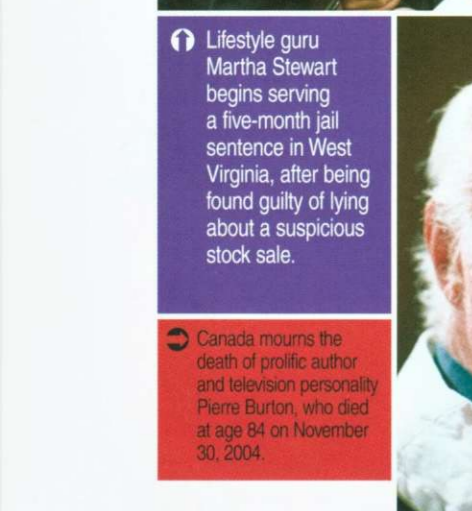 Lifestyle guru
Martha Stewart
begins serving
a five-month jail
sentence in West
Virginia, after being
found guilty of lying
about a suspicious
stock sale.
Canada mourns the
death of prolific author
and television personality
Pierre Burton, who died
at age 84 on November
30, 2004.